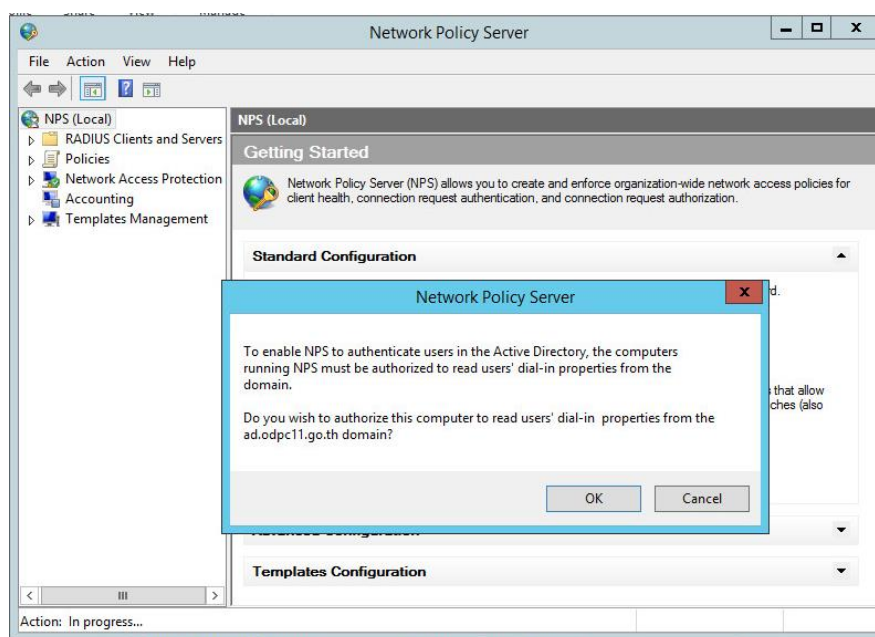 Network Policy Server
File Action View Help
NPS (Local)
RADIUS Clients and Servers
Policies
Network Access Protection
Accounting
Templates Management
NPS (Local)
Getting Started
Network Policy Server (NPS) allows you to create and enforce organization-wide network access policies for
client health, connection request authentication, and connection request authorization.
Standard Configuration
Network Policy Server
x
To enable NPS to authenticate users in the Active Directory, the computers
running NPS must be authorized to read users' dial-in properties from the
domain.
Do you wish to authorize this computer to read users' dial-in properties from the
ad.odpc11.go.th domain?
OK Cancel
that allow
(also
Templates Configuration
Action: In progress...